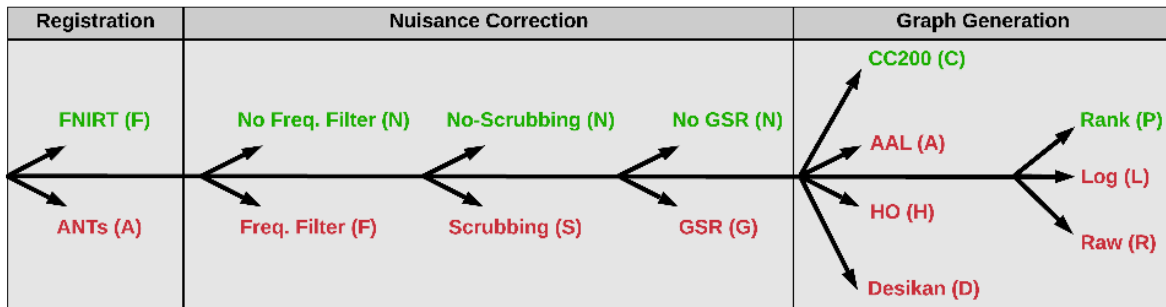 Registration
Nuisance Correction
Graph Generation
CC200 (C)
FNIRT (F)
No Freq. Filter (N)
No-Scrubbing (N)
No GSR (N)
Rank (P)
AAL (A)
Log (L)
HO (H)
ANTs (A)
Freq. Filter (F)
Scrubbing (S)
GSR (G)
Raw (R)
Desikan (D)